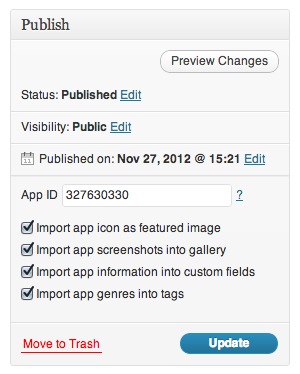 Publish
Preview Changes
Status: Published Edit
Visibility: Public Edit
11 Published on: Nov 27, 2012 @ 15:21 Edit
App ID 327630330 ?
Import app icon as featured image
Import app screenshots into gallery
Import app information into custom fields
Import app genres into tags
Move to Trash Update